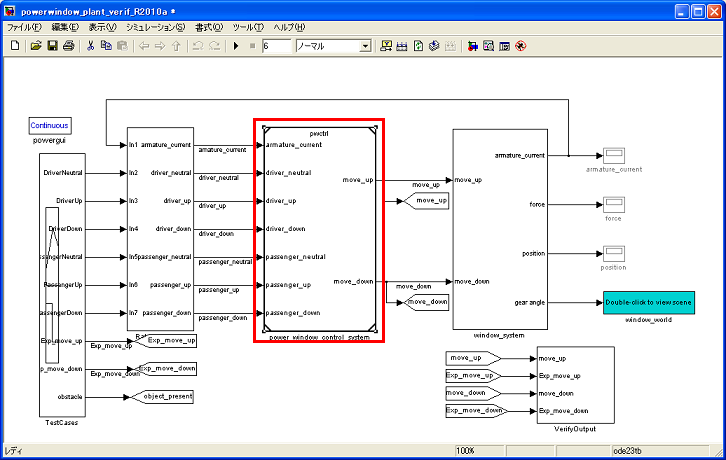 powerwindow_plant_verif_R2010a *
ファイル(F) 編集(E) 表示(V) シミュレーション(S) 書式(O) ツール(T) ヘルプ(H)
6 ノーマル
Continuous
powergui
DriverNeutral
DriverUp
DriverDown
assengerNeutral
PassengerUp
assengerDown
Exp_move_up
xp_move_down
obstacle
TestCases
In1 armature_current
In2 driver_neutral
In3 driver_up
In4 driver_down
In5passenger_neutral
In6 passenger_up
In7 passenger_down
armature_current
driver_neutral
driver_up
driver_down
passenger_neutral
passenger_up
passenger_down
Exp_move_up
Exp_move_up
Exp_move_down
Exp_move_down
object_present
pwctrl
armature_current
driver_neutral
driver_up
driver_down
passenger_neutral
passenger_up
passenger_down
move_up
move_down
power_window_control_system
move_up
move_up
move_down
move_down
move_up
move_down
armature_current
force
position
gear angle
window_system
armature_current
force
position
Double-click to view scene
window_world
move_up
Exp_move_up
move_down
Exp_move_down
move_up
Exp_move_up
move_down
Exp_move_down
VerifyOutput
レディ 100% ode23tb